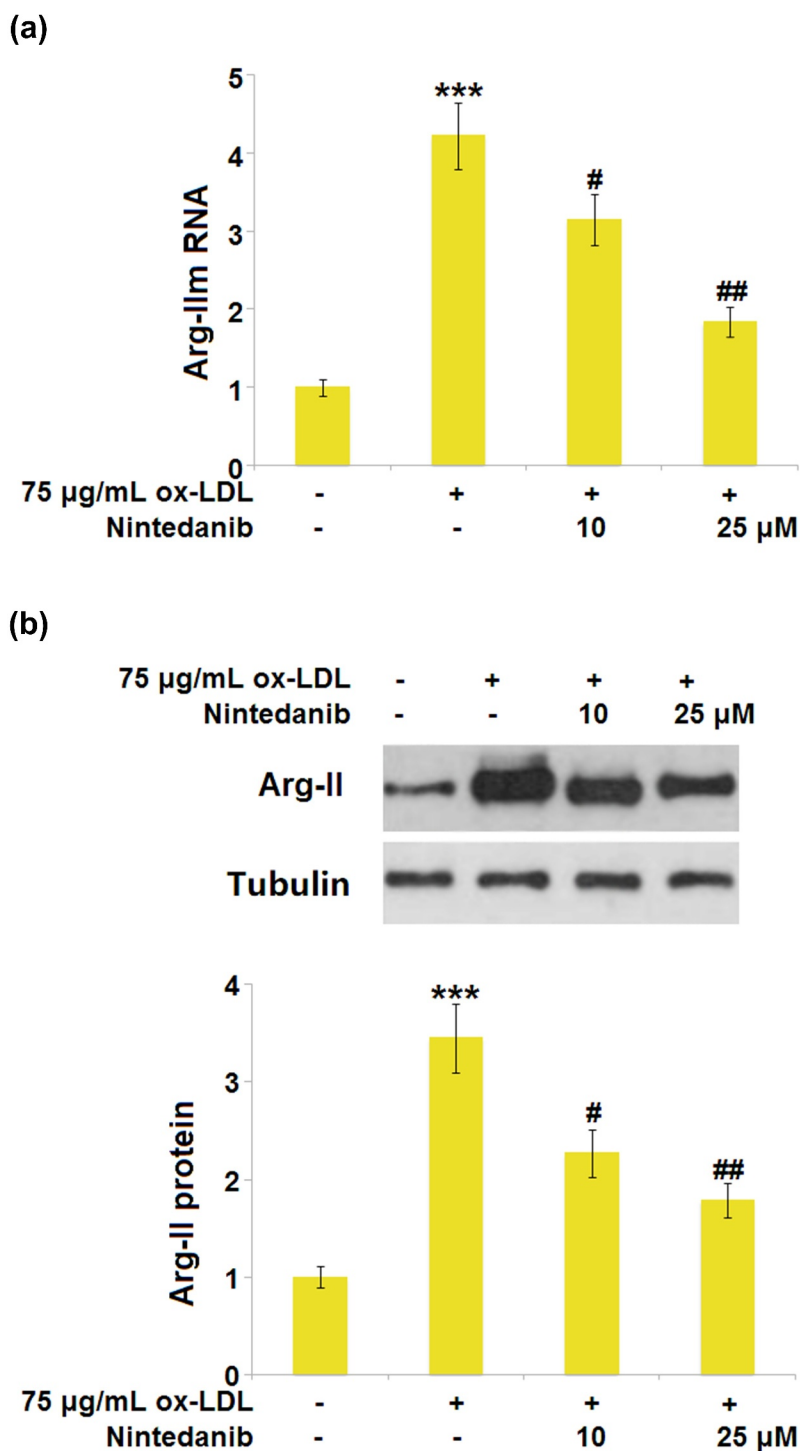 (a)
5
4
3
2
1
0
Arg-IIm RNA
***
#
##
75 µg/mL ox-LDL - + + +
Nintedanib - - 10 25 µM
(b)
75 µg/mL ox-LDL - + + +
Nintedanib - - 10 25 µM
Arg-II
Tubulin
4
3
2
1
0
Arg-II protein
***
#
##
75 µg/mL ox-LDL - + + +
Nintedanib - - 10 25 µM